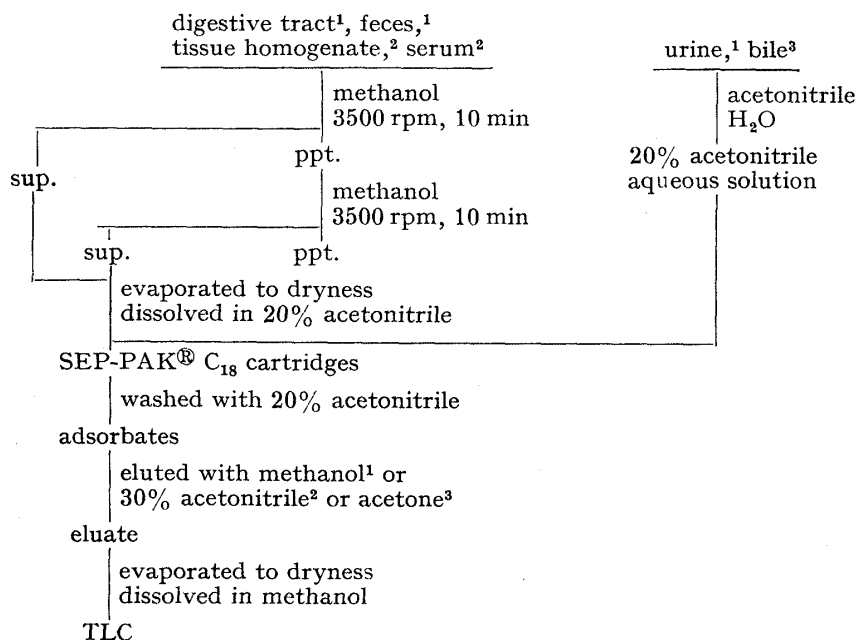 digestive tract¹, feces,¹
tissue homogenate,² serum²
urine,¹ bile³
methanol
3500 rpm, 10 min
acetonitrile
H₂O
sup.
ppt.
20% acetonitrile
aqueous solution
methanol
3500 rpm, 10 min
sup.
ppt.
evaporated to dryness
dissolved in 20% acetonitrile
SEP-PAK® C₁₈ cartridges
washed with 20% acetonitrile
adsorbates
eluted with methanol¹ or
30% acetonitrile² or acetone³
eluate
evaporated to dryness
dissolved in methanol
TLC